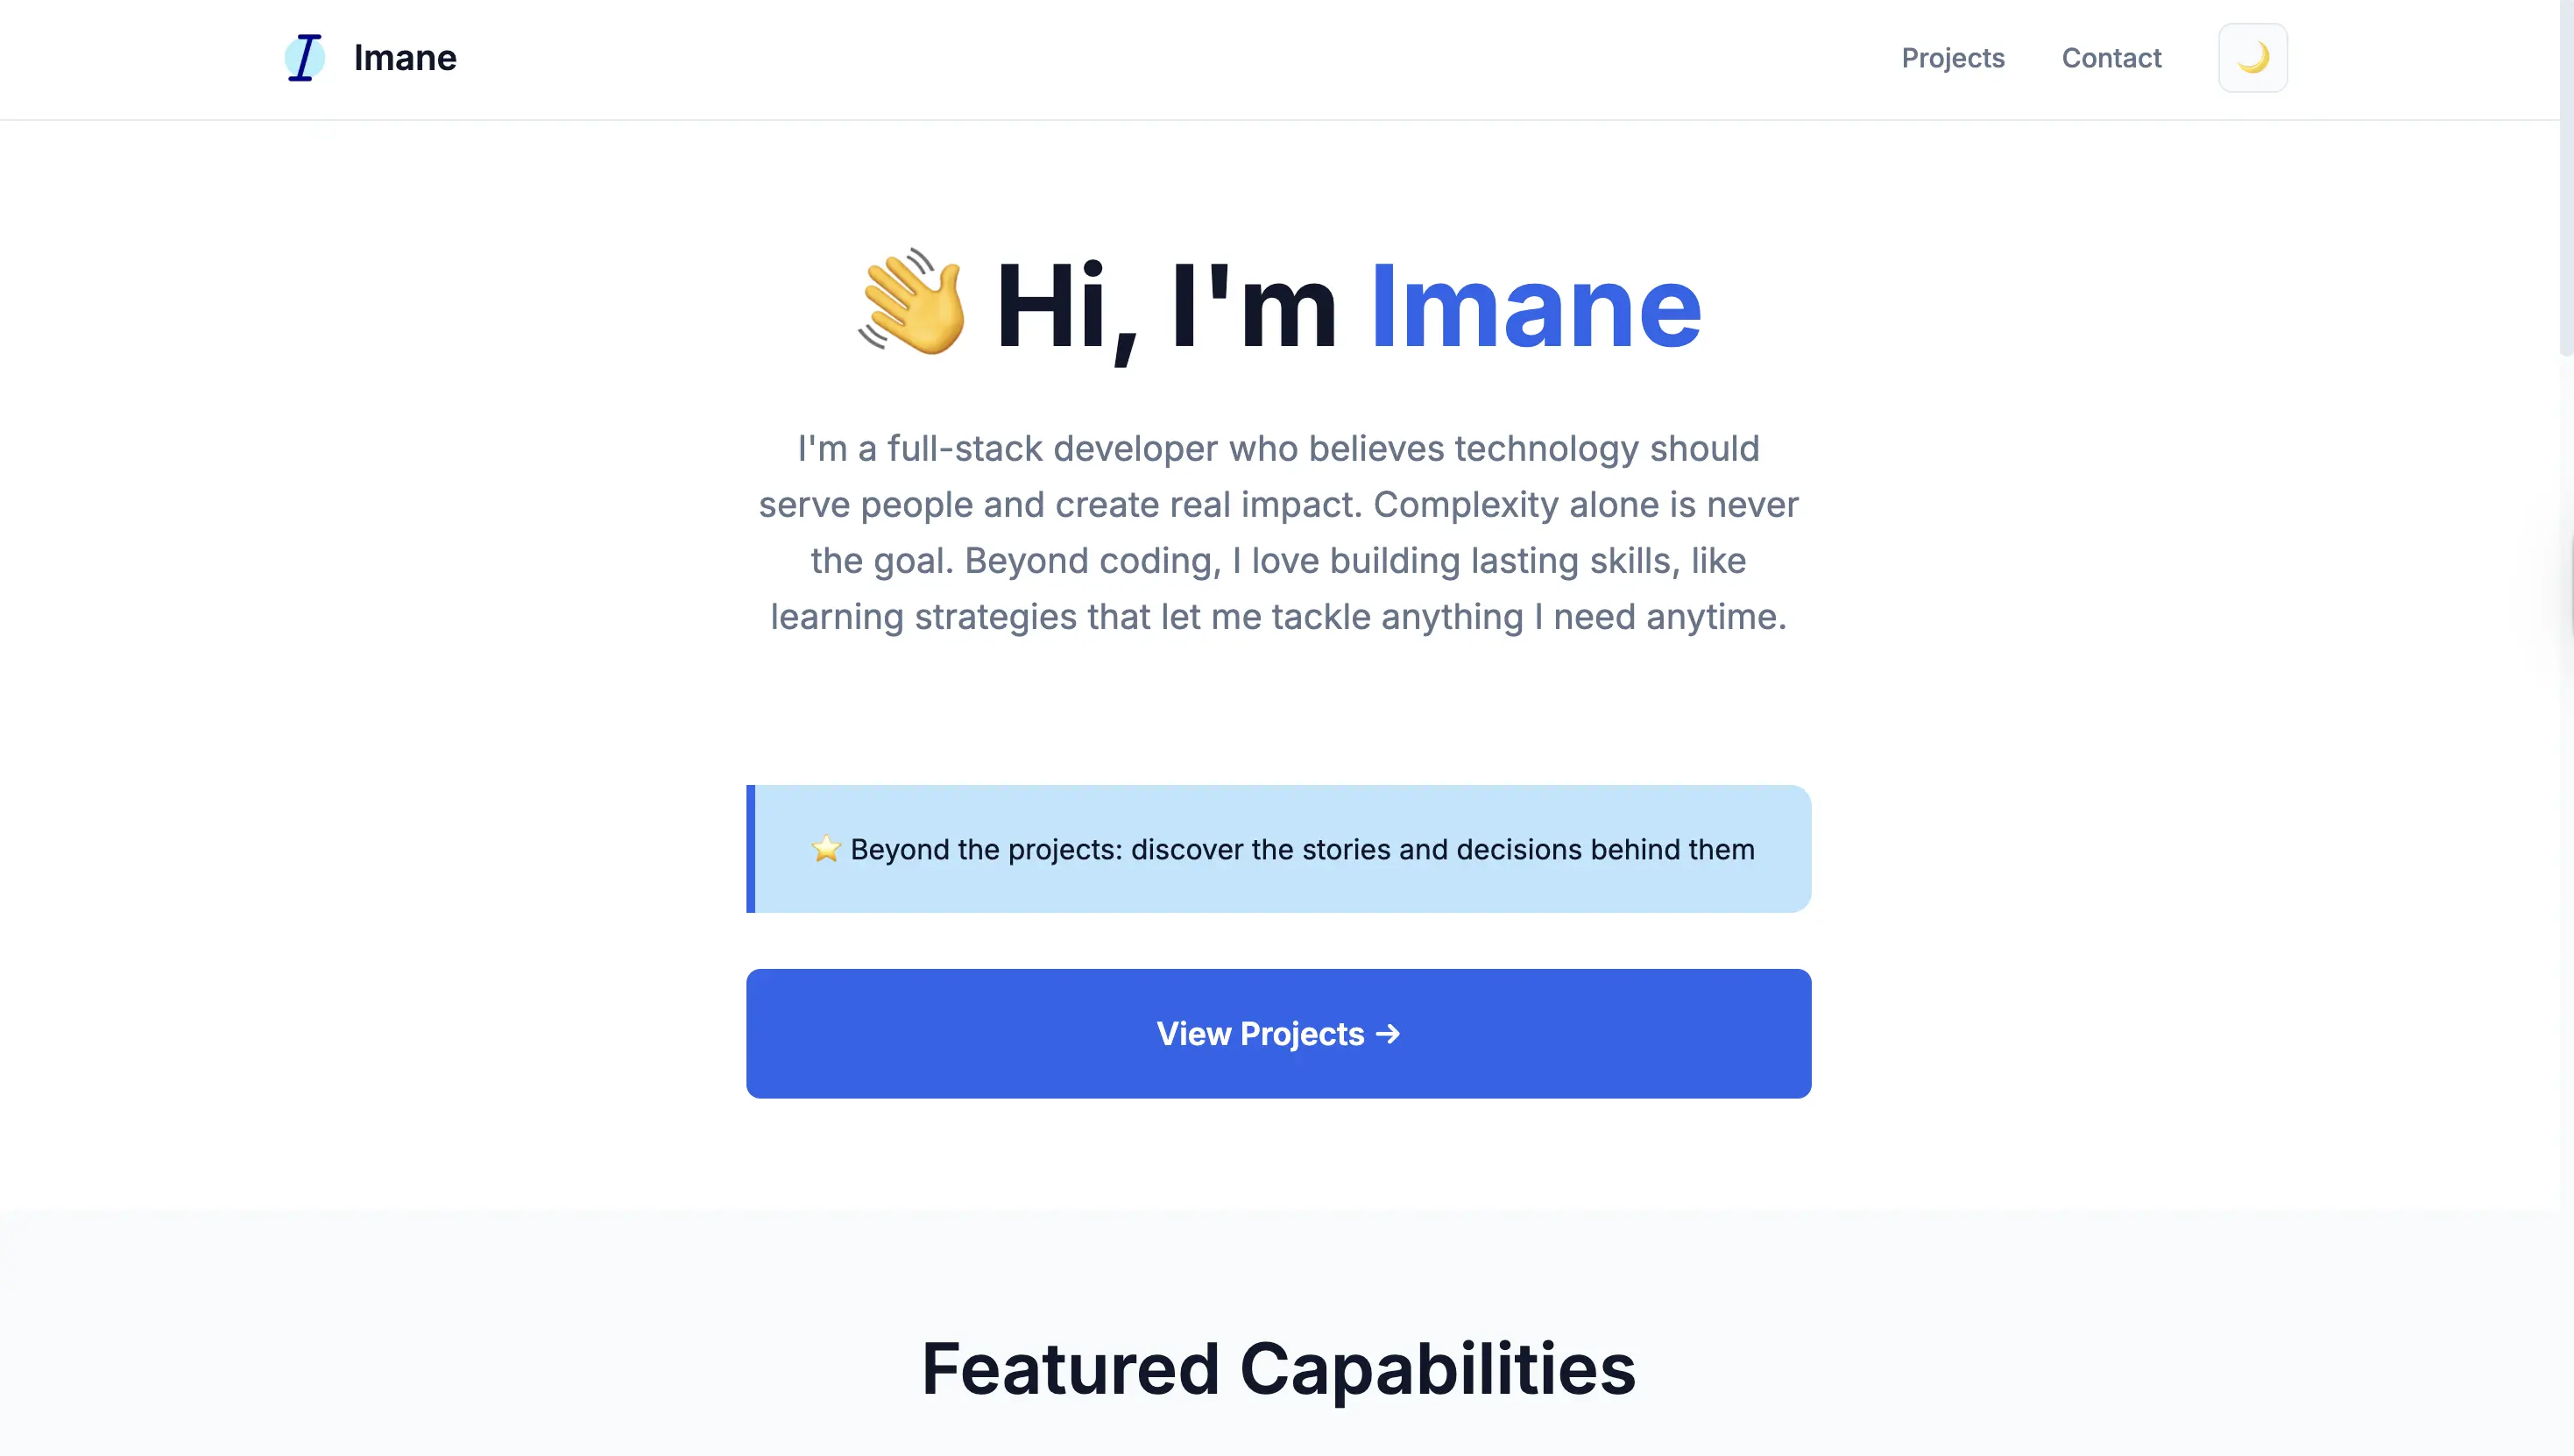 I Imane
Projects
Contact
👋 Hi, I'm Imane
I'm a full-stack developer who believes technology should
serve people and create real impact. Complexity alone is never
the goal. Beyond coding, I love building lasting skills, like
learning strategies that let me tackle anything I need anytime.
⭐ Beyond the projects: discover the stories and decisions behind them
View Projects →
Featured Capabilities